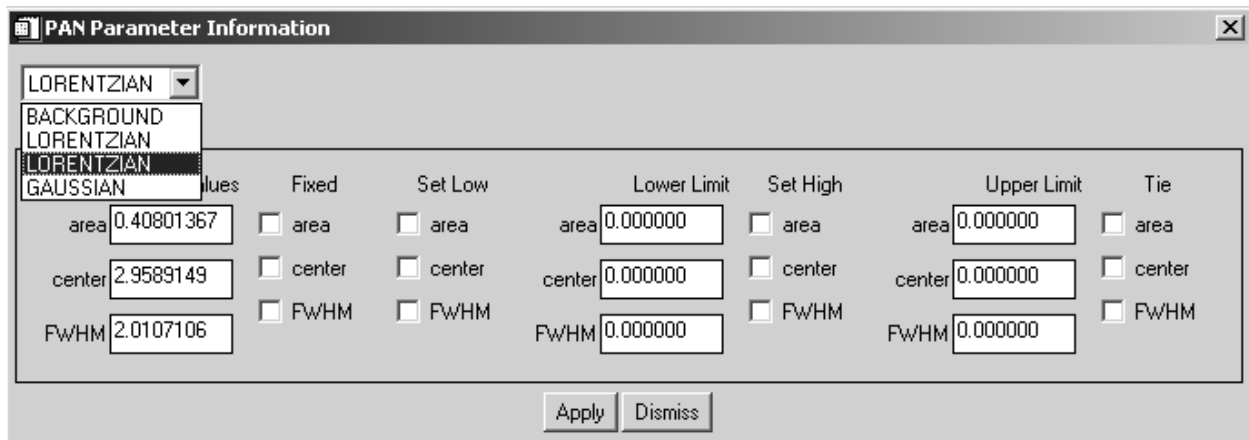 PAN Parameter Information
LORENTZIAN
BACKGROUND
LORENTZIAN
LORENTZIAN
GAUSSIAN
lues Fixed Set Low Lower Limit Set High Upper Limit Tie
area 0.40801367 area area area 0.000000 area area 0.000000 area
center 2.9589149 center center center 0.000000 center center 0.000000 center
FWHM 2.0107106 FWHM FWHM FWHM 0.000000 FWHM FWHM 0.000000 FWHM
Apply Dismiss